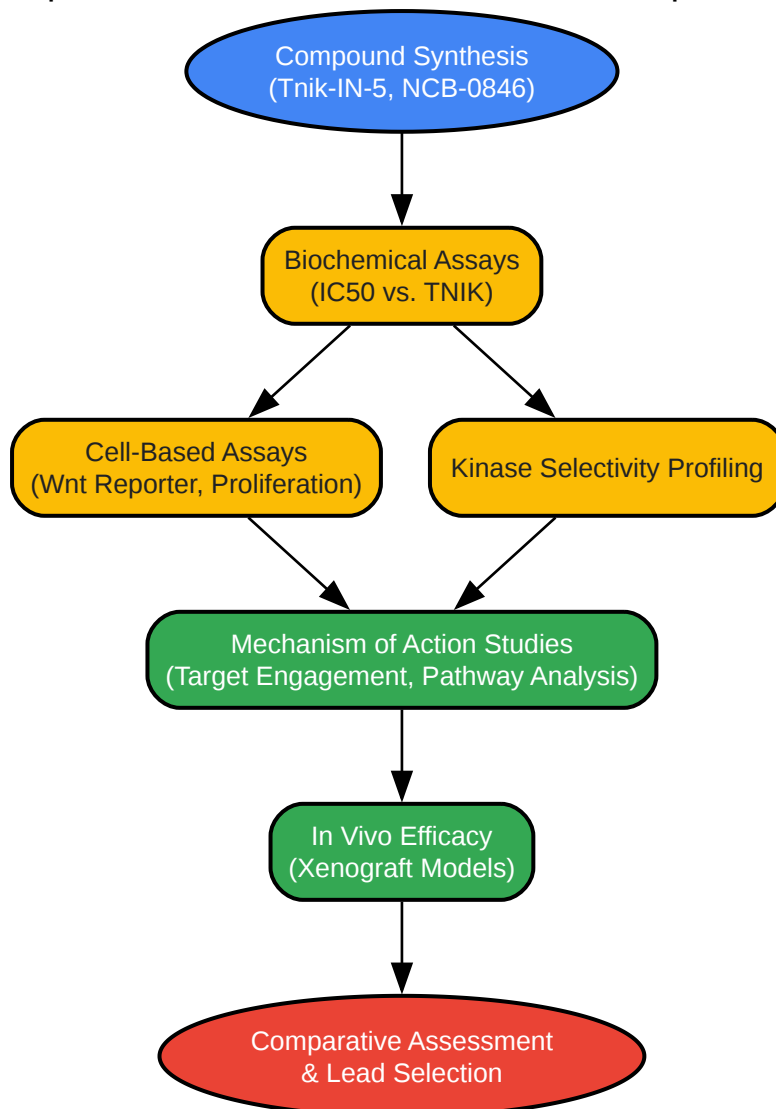 Compound Synthesis
(Tnik-IN-5, NCB-0846)
Biochemical Assays
(IC50 vs. TNIK)
Cell-Based Assays
(Wnt Reporter, Proliferation)
Kinase Selectivity Profiling
Mechanism of Action Studies
(Target Engagement, Pathway Analysis)
In Vivo Efficacy
(Xenograft Models)
Comparative Assessment
& Lead Selection